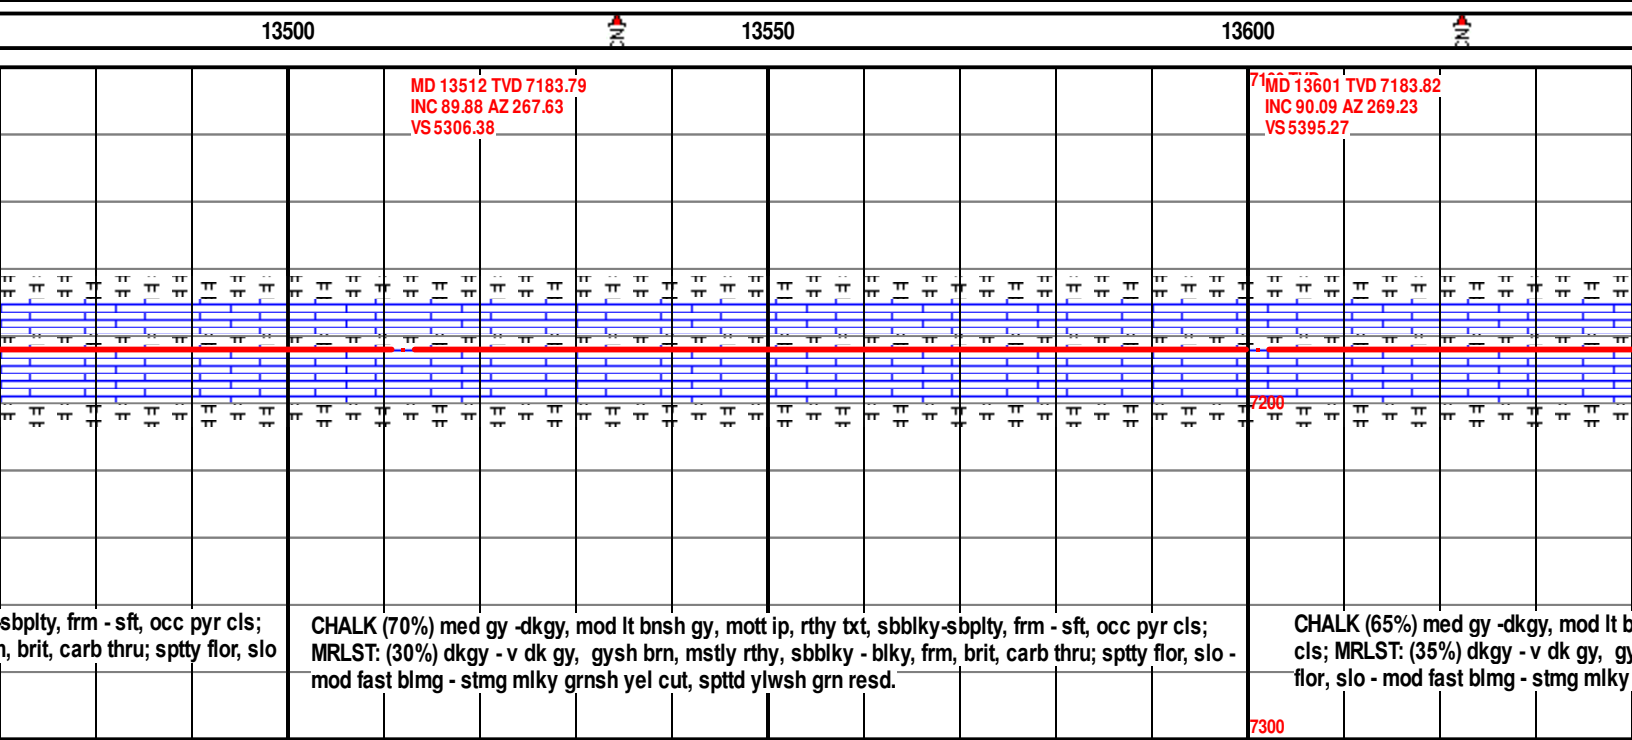 13500
13550
13600
CN
CN
MD 13512 TVD 7183.79
INC 89.88 AZ 267.63
VS 5306.38
MD 13601 TVD 7183.82
INC 90.09 AZ 269.23
VS 5395.27
7200
sbplty, frm - sft, occ pyr cls;
, brit, carb thru; sptty flor, slo
CHALK (70%) med gy -dkgy, mod lt bnsh gy, mott ip, rthy txt, sbblky-sbplty, frm - sft, occ pyr cls;
MRLST: (30%) dkgy - v dk gy, gysh brn, mstly rthy, sbblky - blky, frm, brit, carb thru; sptty flor, slo -
mod fast blmg - stmg mlky grnsh yel cut, spttd ylwsh grn resd.
CHALK (65%) med gy -dkgy, mod lt b
cls; MRLST: (35%) dkgy - v dk gy, gy
flor, slo - mod fast blmg - stmg mlky
7300